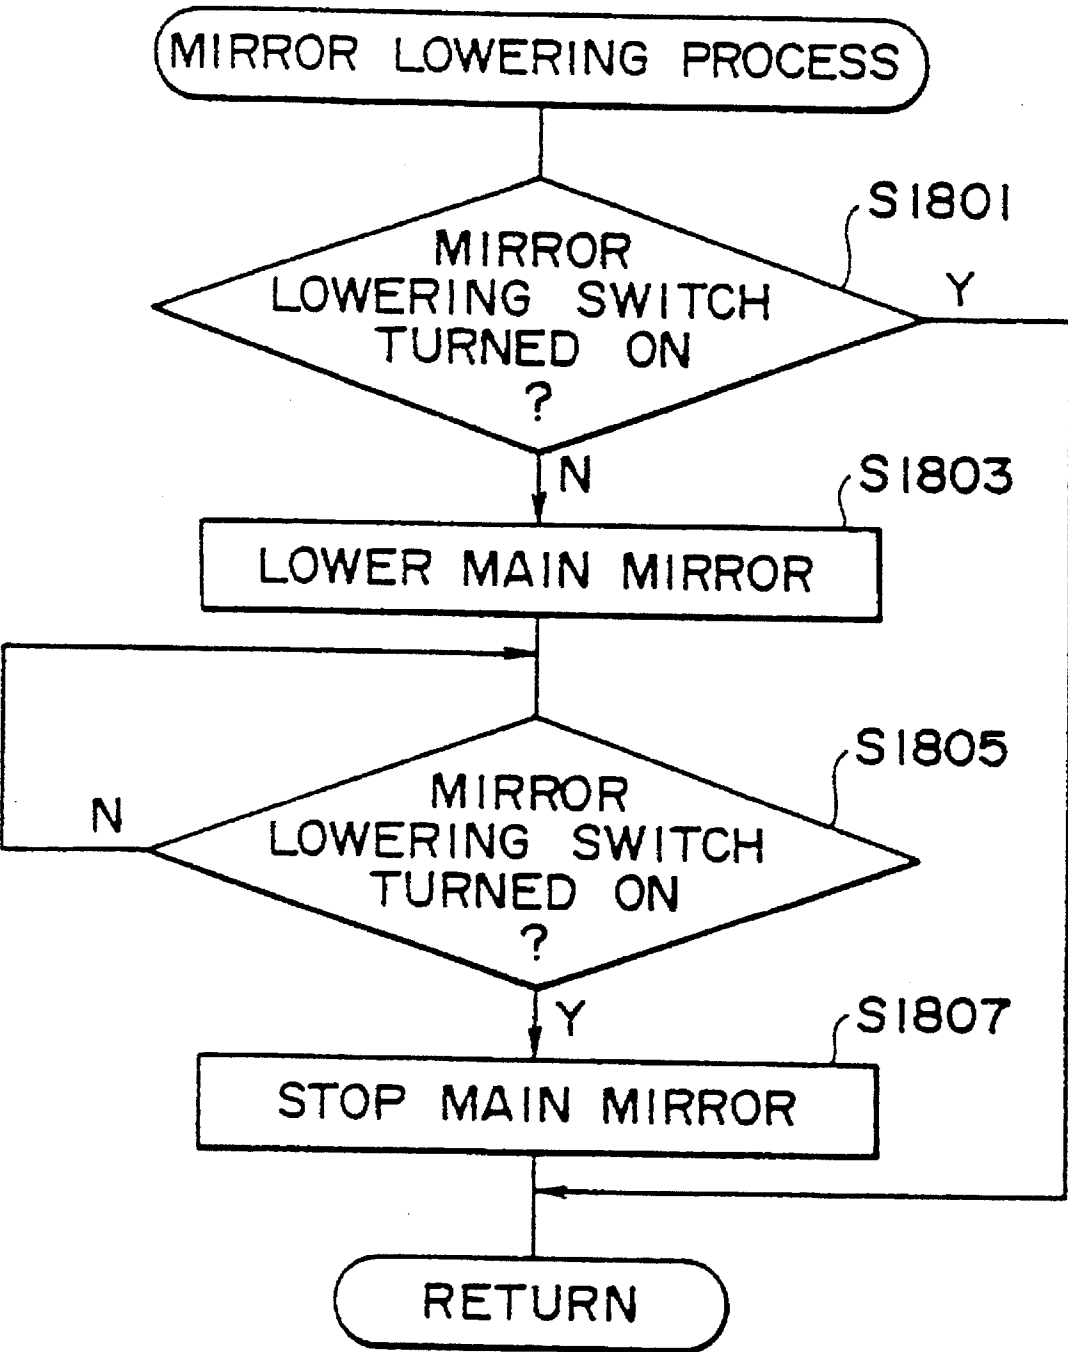 MIRROR LOWERING PROCESS
S1801
MIRROR
LOWERING SWITCH
TURNED ON
?
Y
N
S1803
LOWER MAIN MIRROR
S1805
MIRROR
LOWERING SWITCH
TURNED ON
?
N
Y
S1807
STOP MAIN MIRROR
RETURN